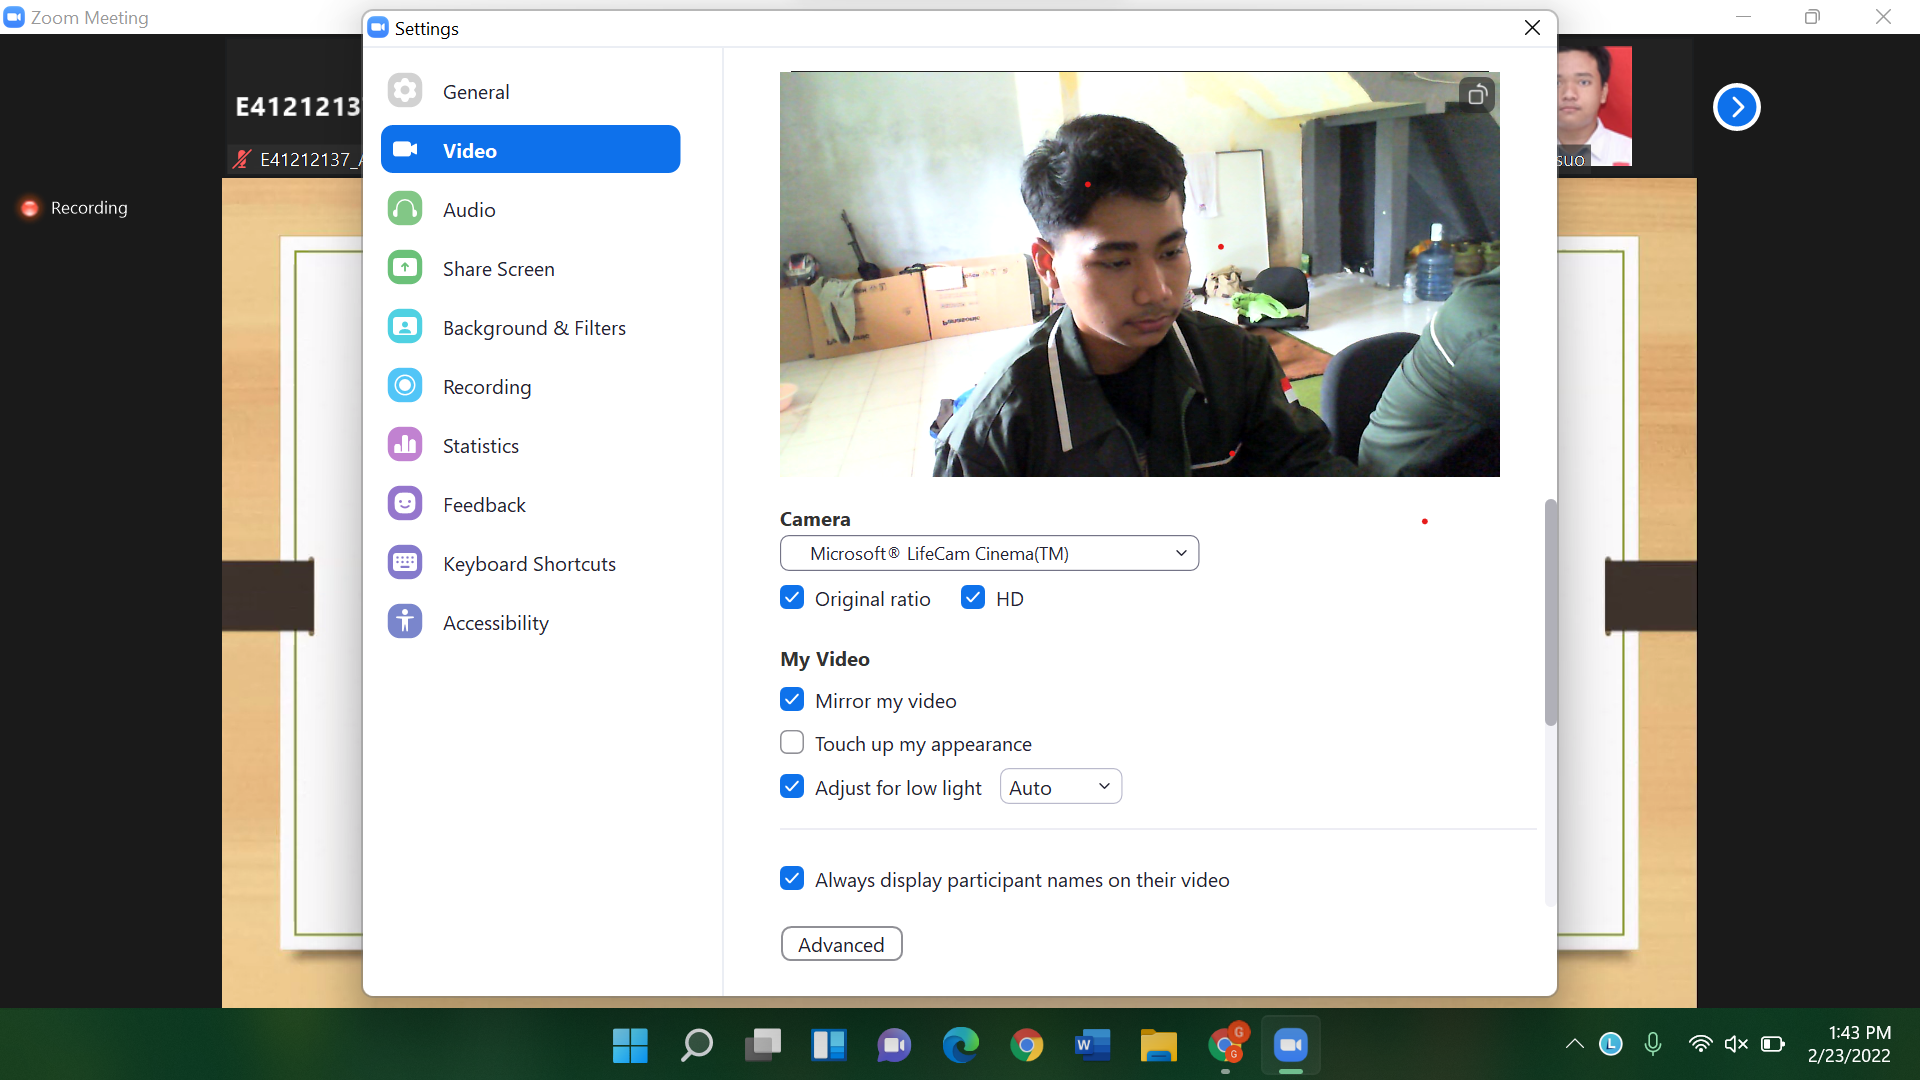 Zoom Meeting
Settings
E4121213
E41212137_
suo
Recording
General
Video
Audio
Share Screen
Background & Filters
Recording
Statistics
Feedback
Keyboard Shortcuts
Accessibility
Camera
Microsoft® LifeCam Cinema(TM)
Original ratio
HD
My Video
Mirror my video
Touch up my appearance
Adjust for low light
Auto
Always display participant names on their video
Advanced
1:43 PM
2/23/2022